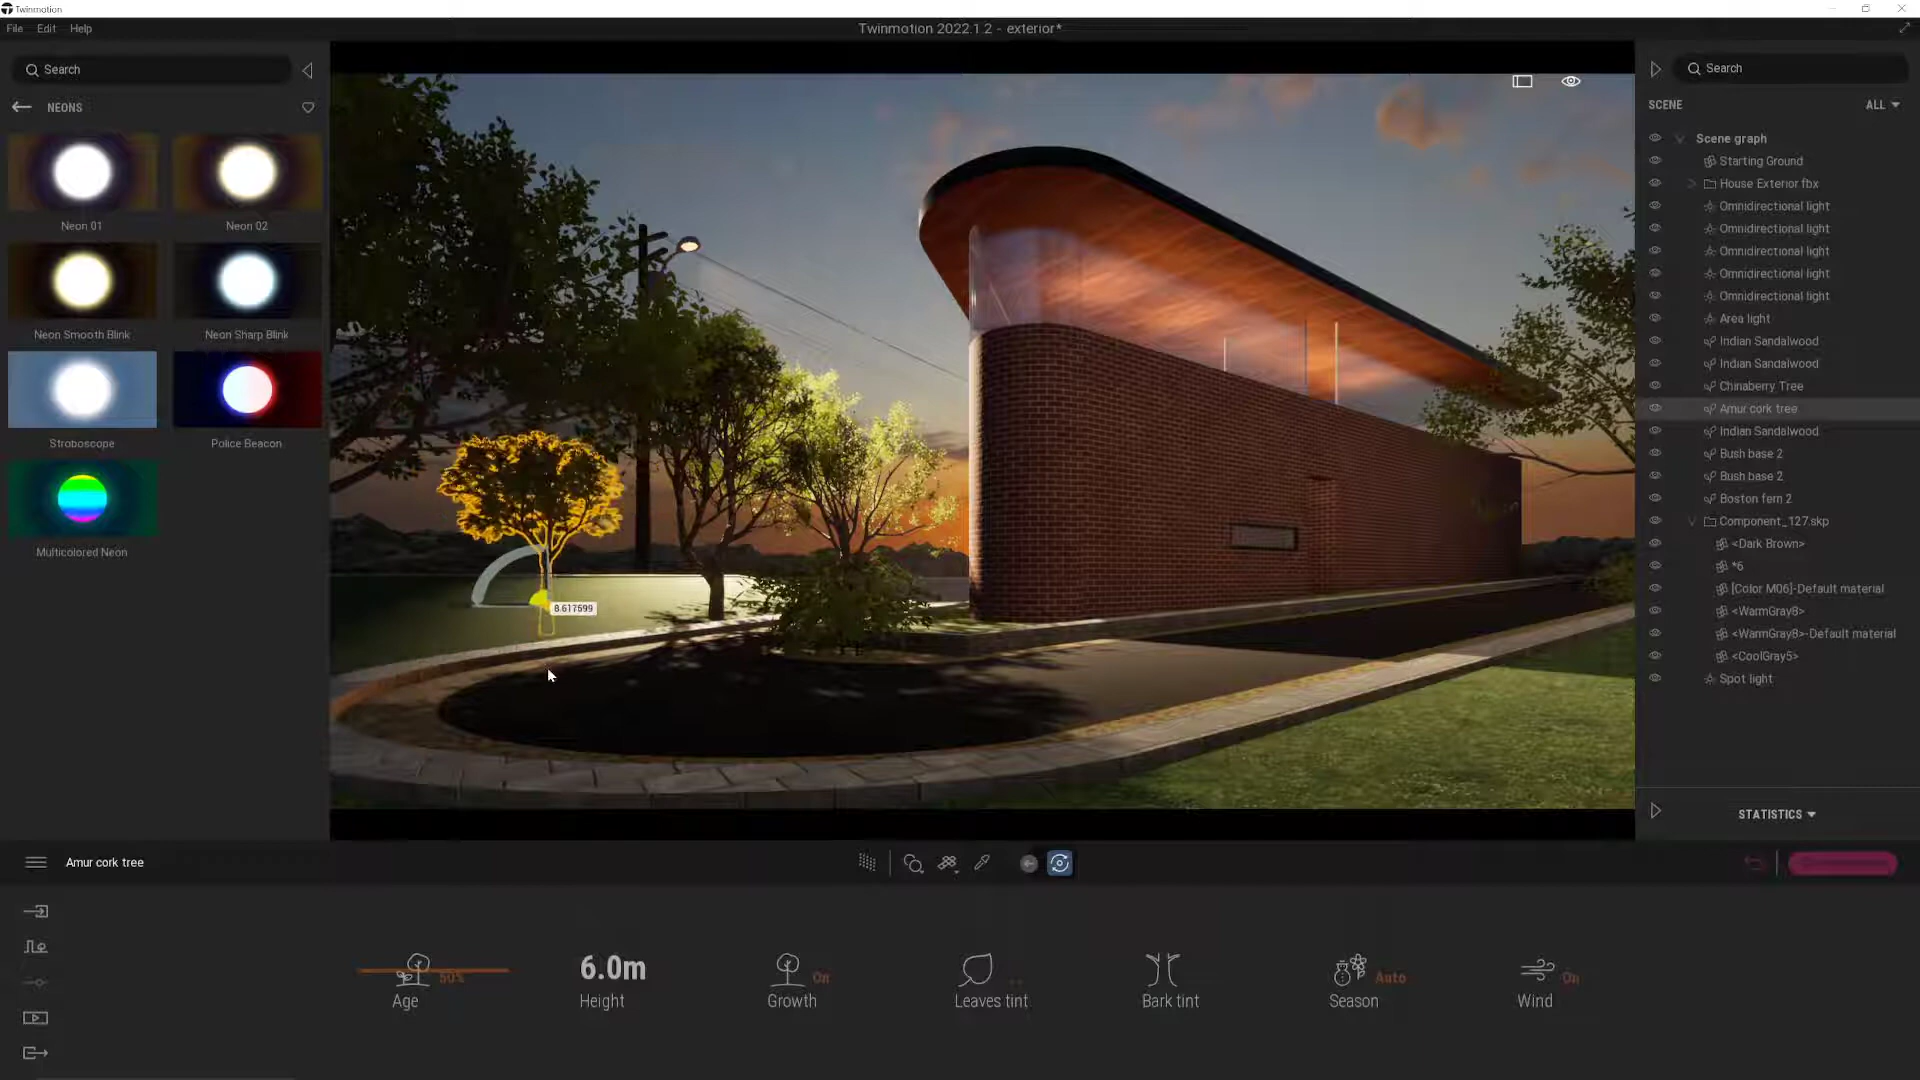 Twinmotion
File Edit Help
Twinmotion 2022.1.2 - exterior*
Search
NEONS
Neon 01
Neon 02
Neon Smooth Blink
Neon Sharp Blink
Stroboscope
Police Beacon
Multicolored Neon
8.617599
Search
SCENE
ALL
Scene graph
Starting Ground
House Exterior.fbx
Omnidirectional light
Omnidirectional light
Omnidirectional light
Omnidirectional light
Omnidirectional light
Area light
Indian Sandalwood
Indian Sandalwood
Chinaberry Tree
Amur cork tree
Indian Sandalwood
Bush base 2
Bush base 2
Boston fern 2
Component_127.skp
<Dark Brown>
*6
[Color M06]-Default material
<WarmGray8>
<WarmGray8>-Default material
<CoolGray5>
Spot light
STATISTICS
Amur cork tree
50%
Age
6.0m
Height
On
Growth
Leaves tint
Bark tint
Auto
Season
On
Wind